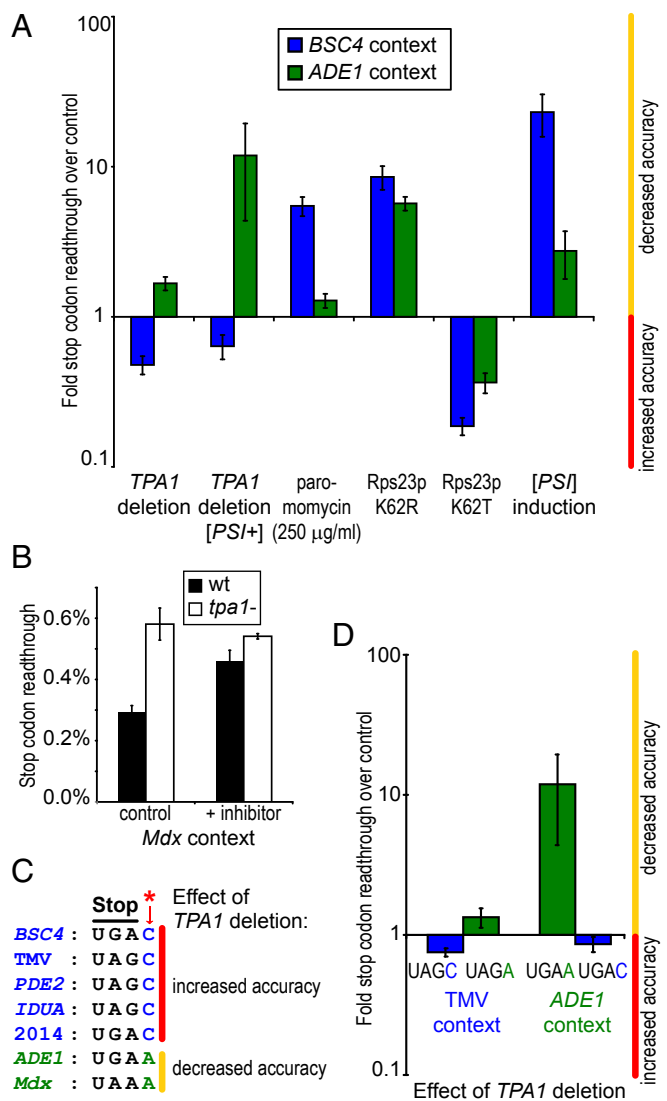 A
100
10
1
0.1
Fold stop codon readthrough over control
BSC4 context
ADE1 context
decreased accuracy
increased accuracy
TPA1 deletion
TPA1 deletion [PSI+]
paro-momycin (250 µg/ml)
Rps23p K62R
Rps23p K62T
[PSI] induction
B
wt
tpa1-
Stop codon readthrough
0.6%
0.4%
0.2%
0.0%
control
+ inhibitor
Mdx context
C
Stop
*
Effect of
TPA1 deletion:
BSC4 : UGAC
TMV : UAGC
PDE2 : UAGC
IDUA : UAGC
2014 : UGAC
ADE1 : UGAA
Mdx : UAAA
increased accuracy
decreased accuracy
D
100
10
1
0.1
Fold stop codon readthrough over control
UAGC UAGA UGAA UGAC
TMV context
ADE1 context
Effect of TPA1 deletion
decreased accuracy
increased accuracy